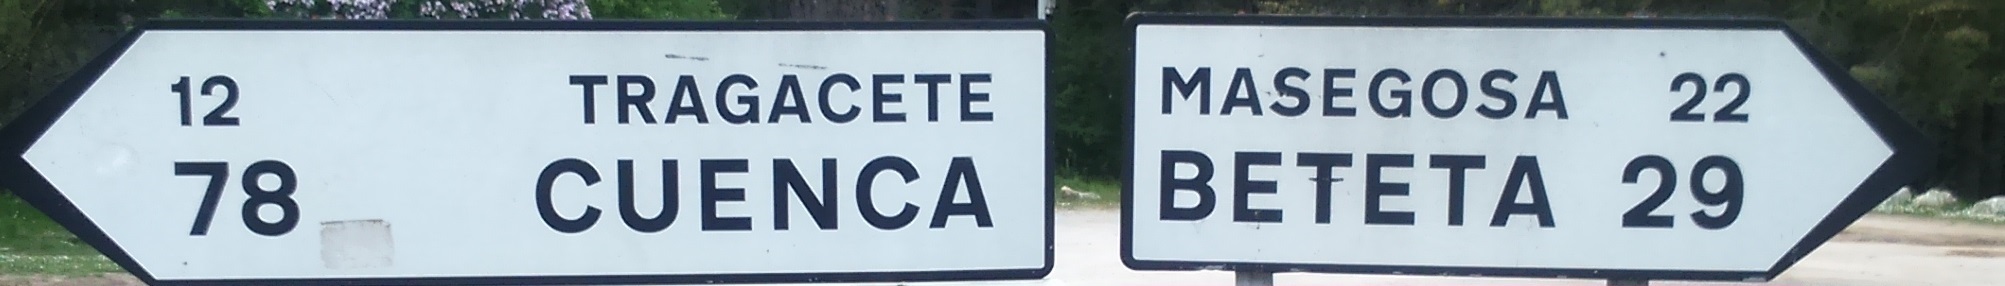 12 TRAGACETE
78 CUENCA
MASEGOSA 22
BETETA 29